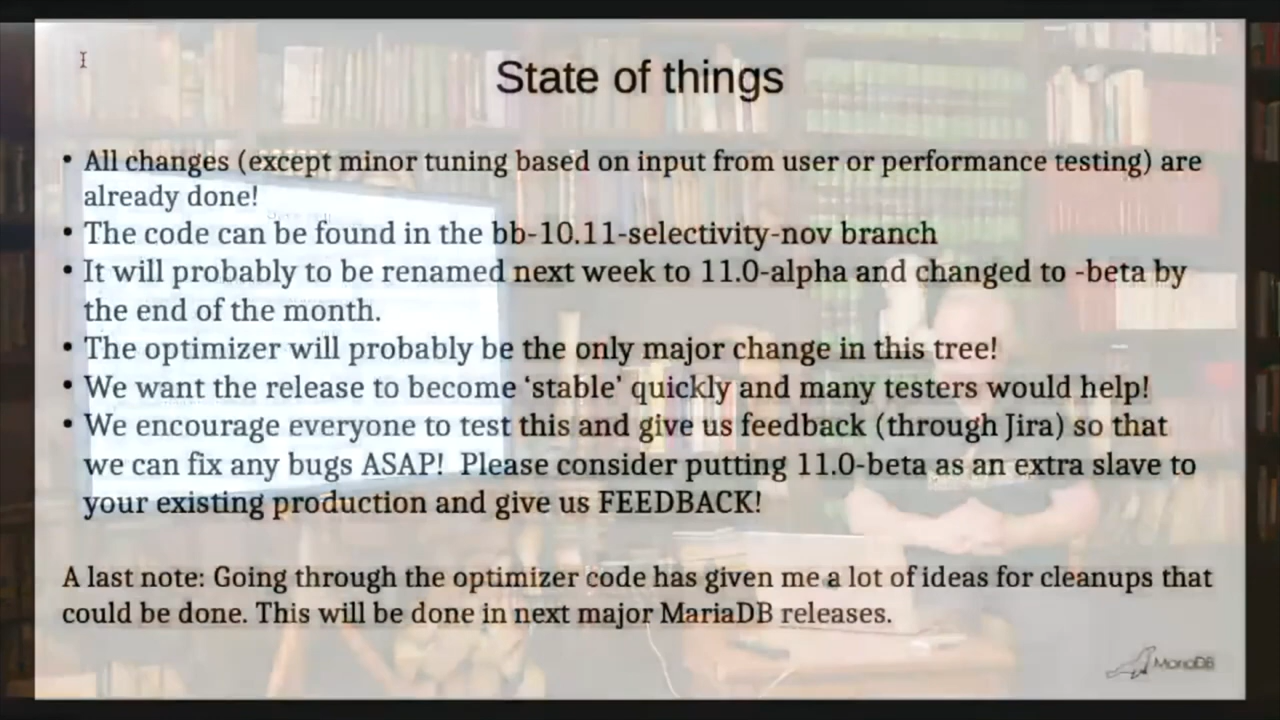 State of things
• All changes (except minor tuning based on input from user or performance testing) are
already done!
• The code can be found in the bb-10.11-selectivity-nov branch
• It will probably to be renamed next week to 11.0-alpha and changed to -beta by
the end of the month.
• The optimizer will probably be the only major change in this tree!
• We want the release to become ‘stable’ quickly and many testers would help!
• We encourage everyone to test this and give us feedback (through Jira) so that
we can fix any bugs ASAP!  Please consider putting 11.0-beta as an extra slave to
your existing production and give us FEEDBACK!
A last note: Going through the optimizer code has given me a lot of ideas for cleanups that
could be done. This will be done in next major MariaDB releases.
MariaDB